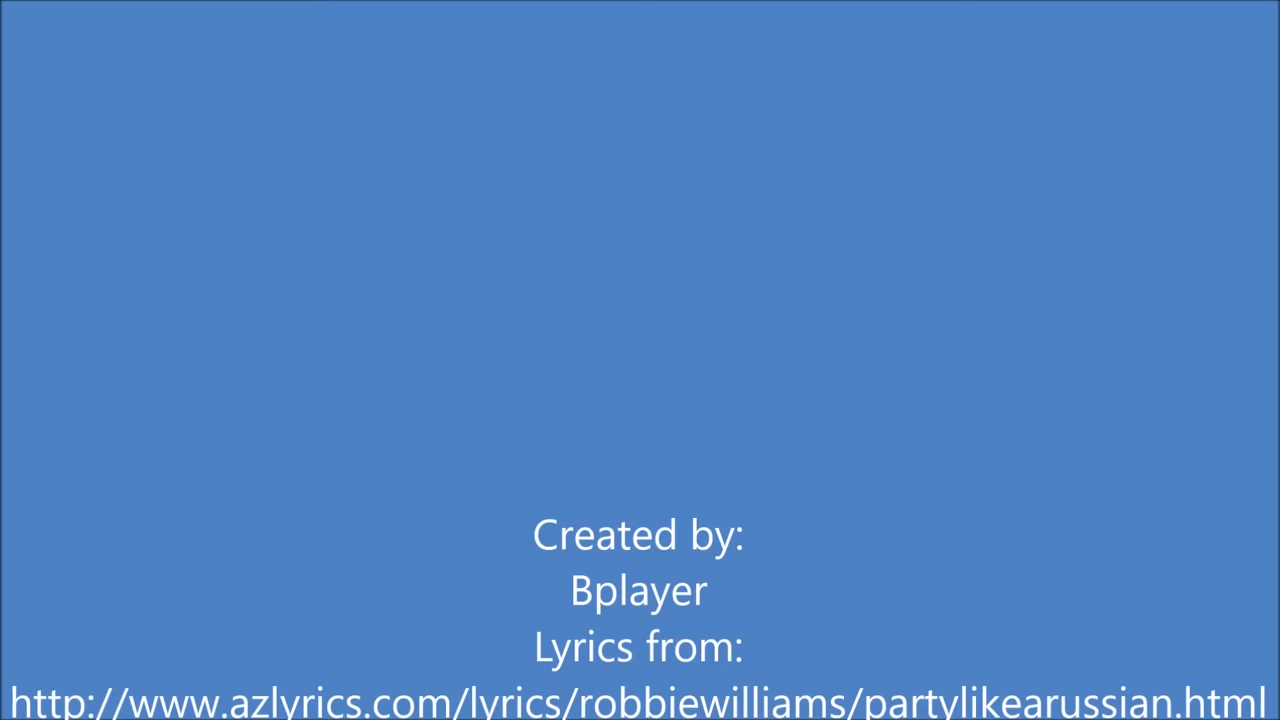 Created by:
Bplayer
Lyrics from:
http://www.azlyrics.com/lyrics/robbiewilliams/partylikearussian.html